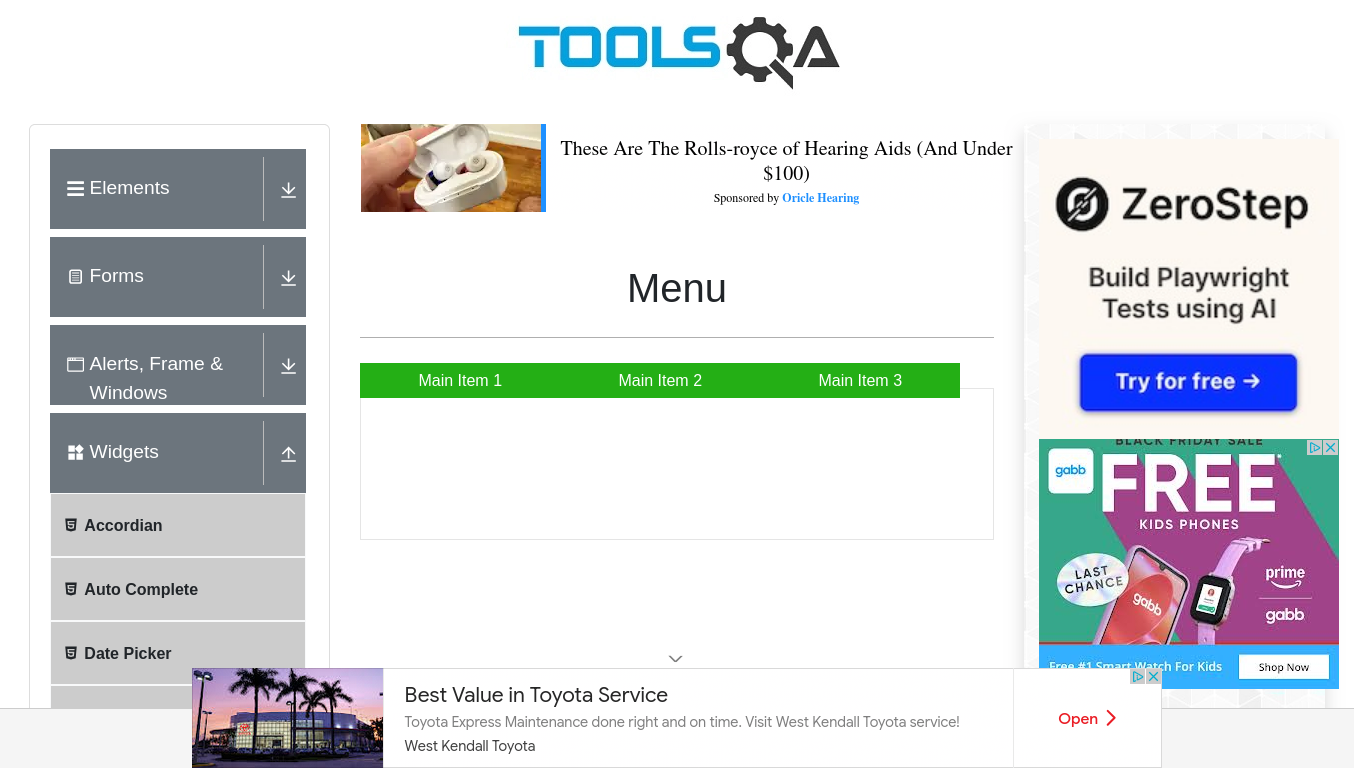 TOOLSQA
Elements
Forms
Alerts, Frame &
Windows
Widgets
Accordian
Auto Complete
Date Picker
These Are The Rolls-royce of Hearing Aids (And Under
$100)
Sponsored by Oricle Hearing
Menu
Main Item 1
Main Item 2
Main Item 3
ZeroStep
Build Playwright
Tests using AI
Try for free →
BLACK FRIDAY SALE
gabb
FREE
KIDS PHONES
LAST
CHANCE
gabb
prime
gabb
Free #1 Smart Watch For Kids
Shop Now
Best Value in Toyota Service
Toyota Express Maintenance done right and on time. Visit West Kendall Toyota service!
West Kendall Toyota
Open